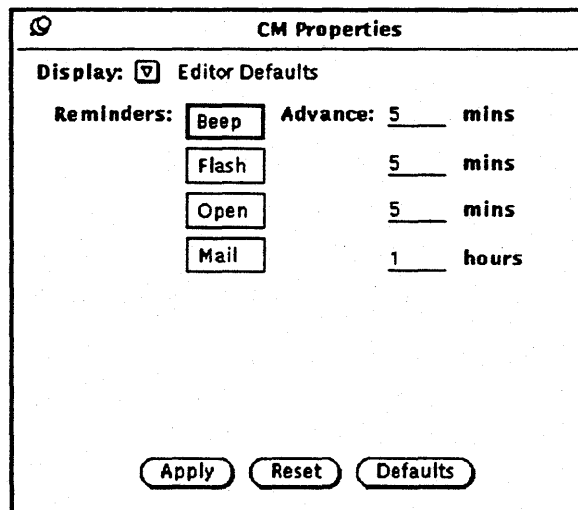 CM Properties
Display: Editor Defaults
Reminders: Beep Advance: 5 mins
Flash 5 mins
Open 5 mins
Mail 1 hours
Apply Reset Defaults